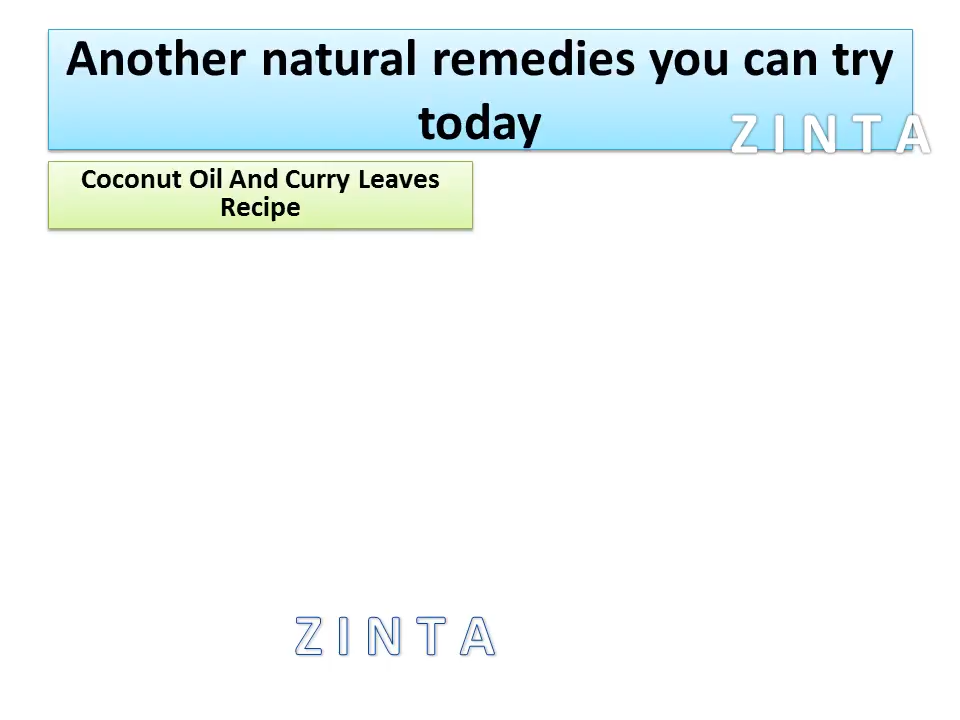 Another natural remedies you can try
today
Z I N T A
Coconut Oil And Curry Leaves
Recipe
Z I N T A